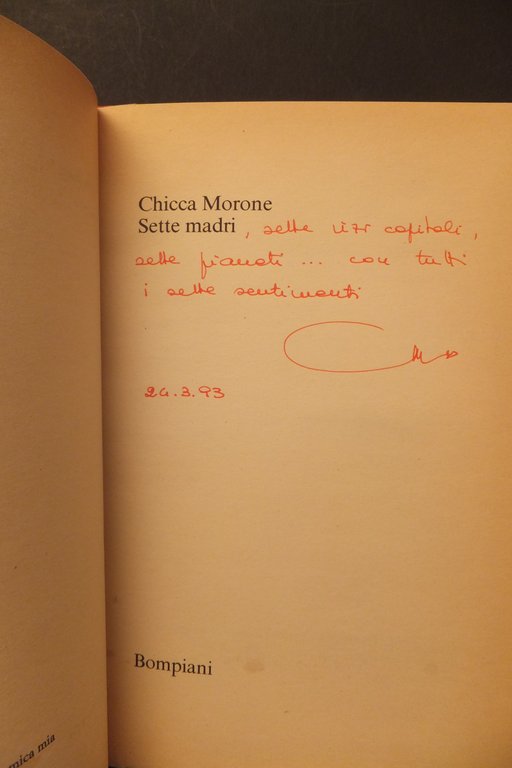 Chicca Morone
Sette madri, sette vizi capitali,
sette pianeti ... con tutti
i sette sentimenti
24.3.93
Bompiani
mica mia